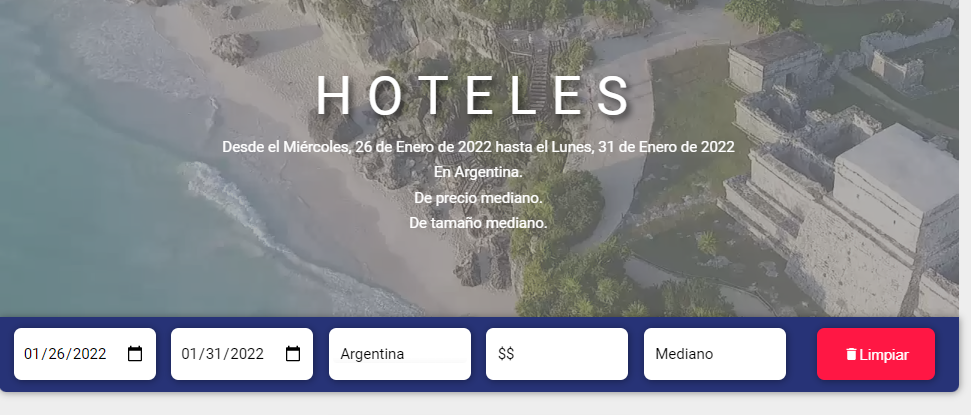 HOTELES
Desde el Miércoles, 26 de Enero de 2022 hasta el Lunes, 31 de Enero de 2022
En Argentina.
De precio mediano.
De tamaño mediano.
01/26/2022 01/31/2022 Argentina $$ Mediano Limpiar